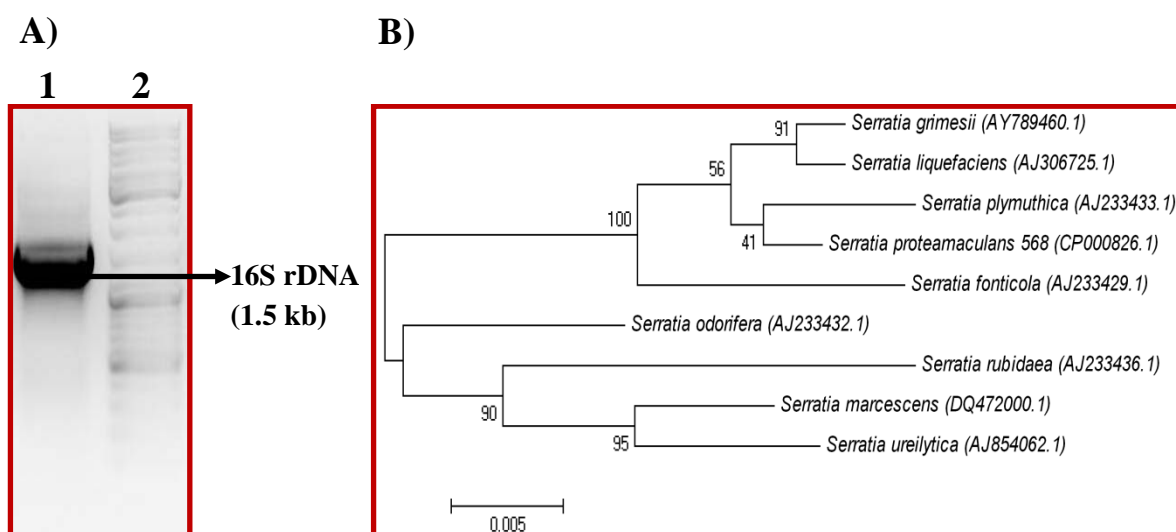 A)
1 2
16S rDNA
(1.5 kb)
B)
91
Serratia grimesii (AY789460.1)
Serratia liquefaciens (AJ306725.1)
56
Serratia plymuthica (AJ233433.1)
41
Serratia proteamaculans 568 (CP000826.1)
100
Serratia fonticola (AJ233429.1)
Serratia odorifera (AJ233432.1)
Serratia rubidaea (AJ233436.1)
90
Serratia marcescens (DQ472000.1)
95
Serratia ureilytica (AJ854062.1)
0.005